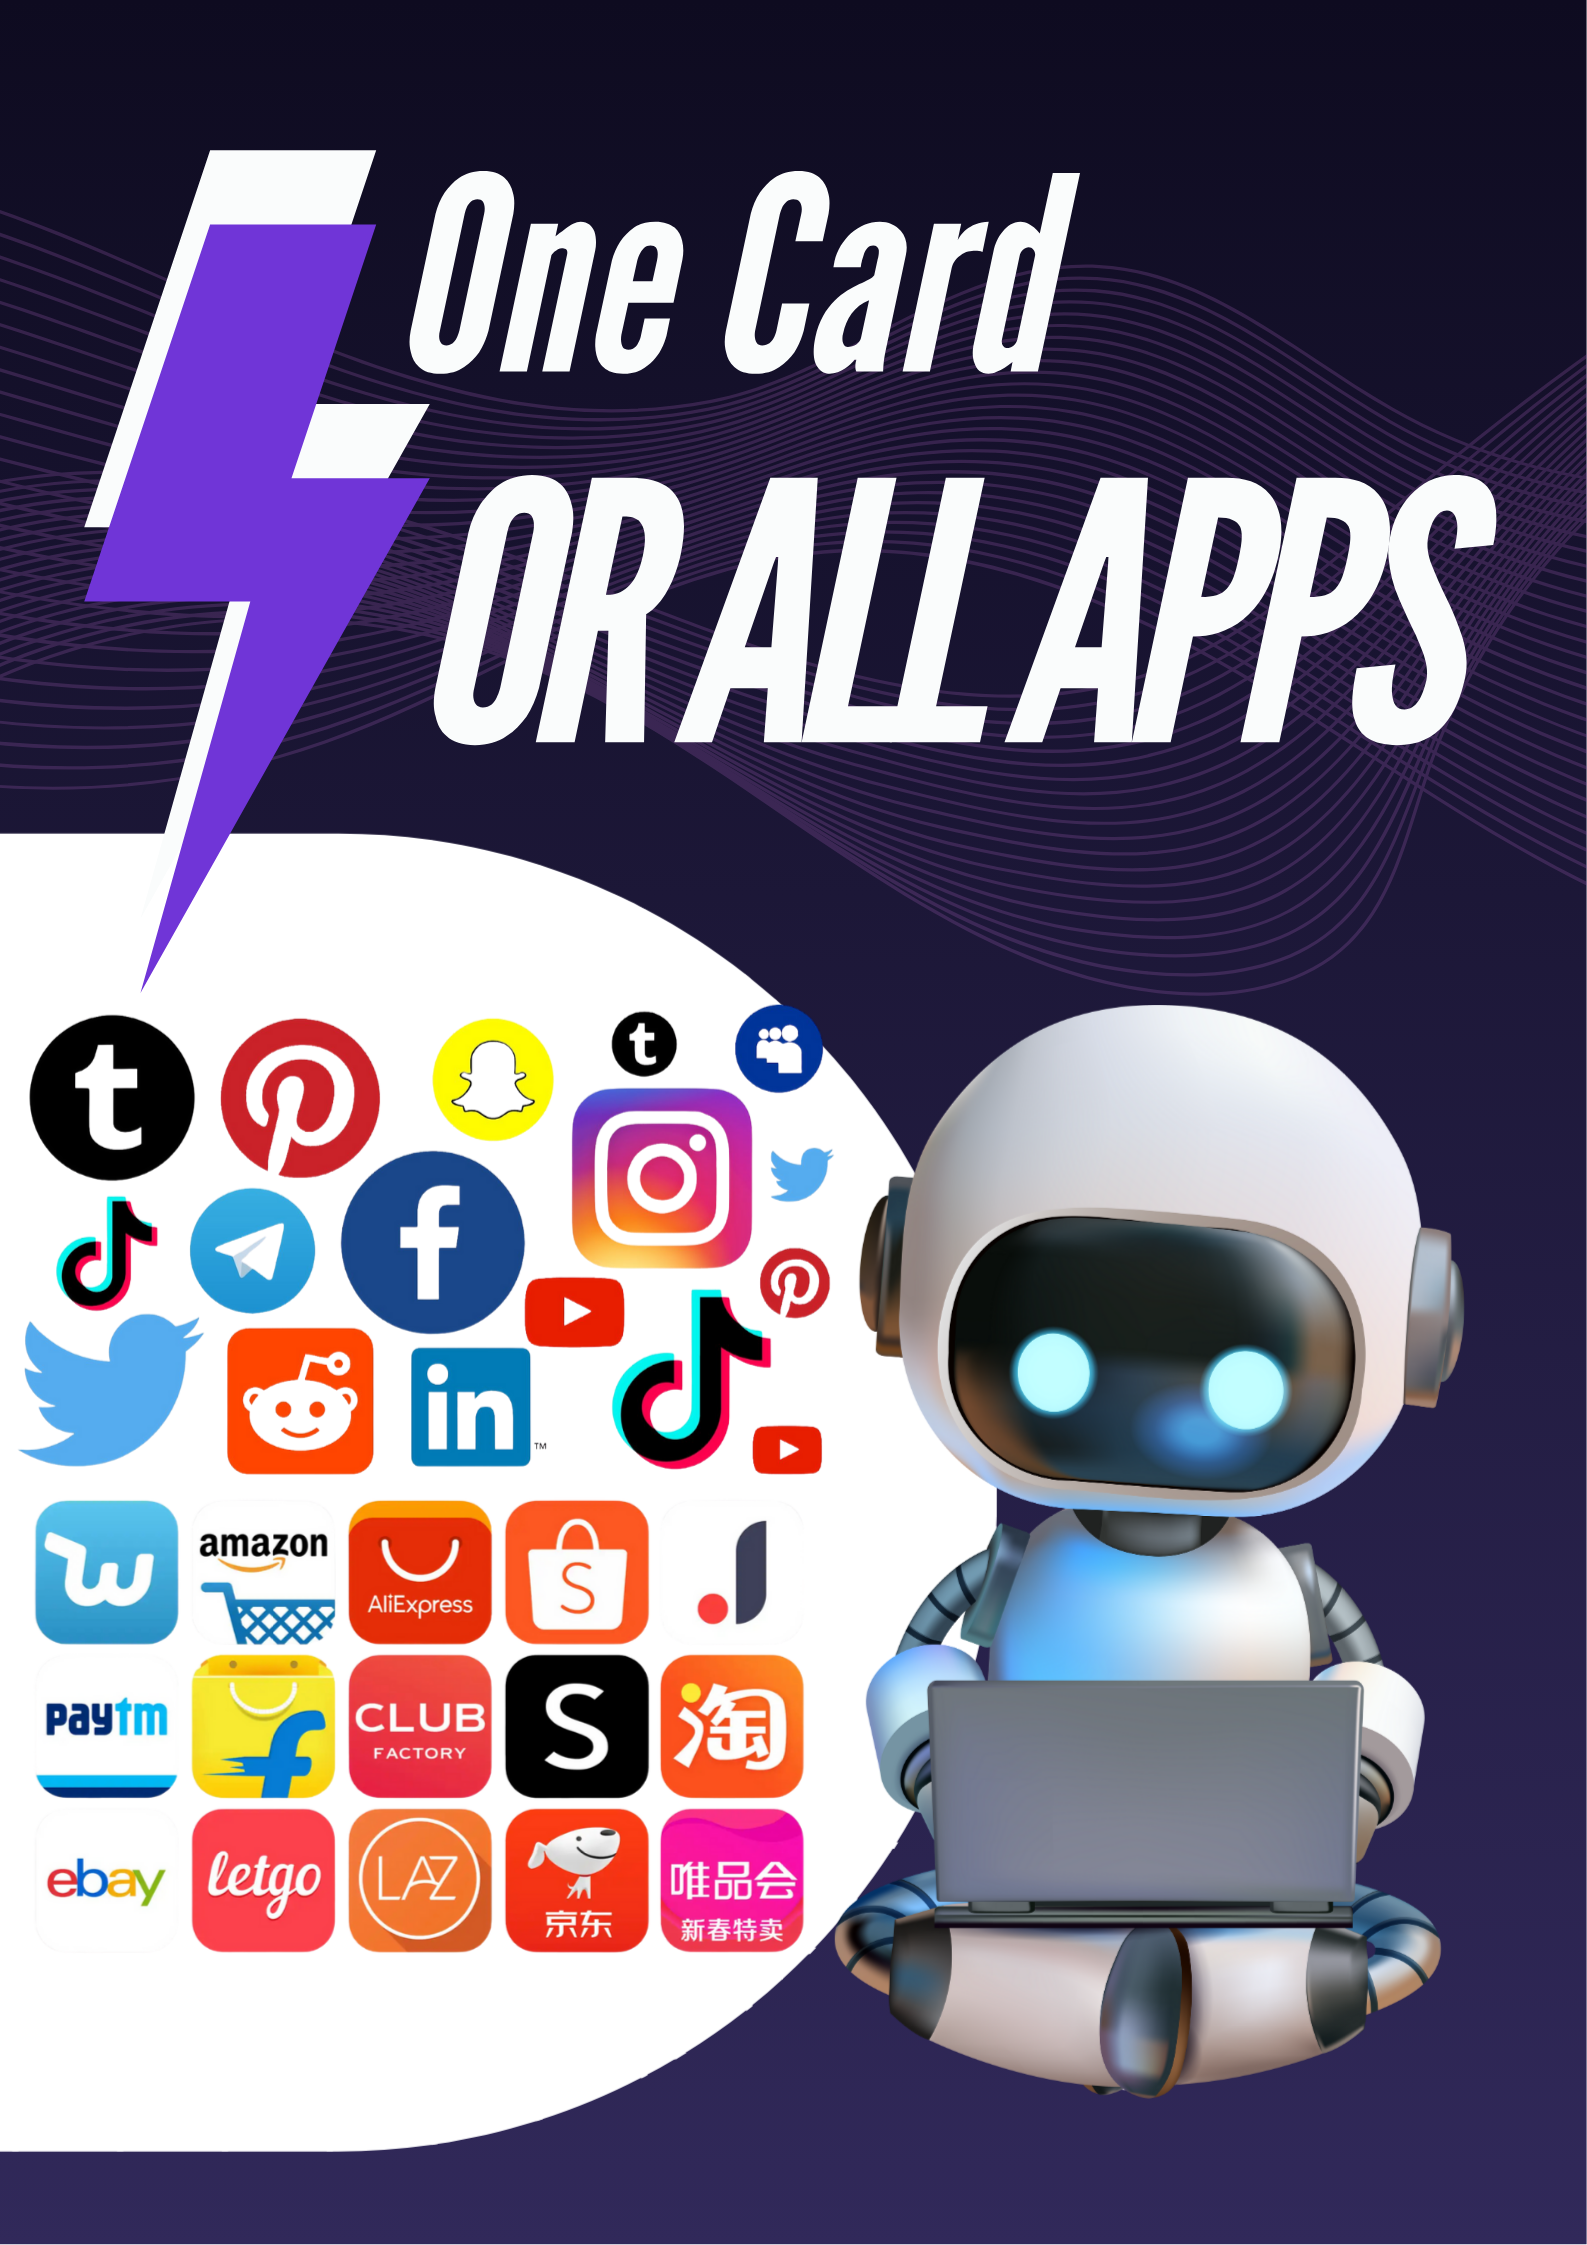 One Card
OR ALL APPS
t
t
f
in™
w
amazon
AliExpress
S
paytm
f
CLUB
FACTORY
S
淘
ebay
letgo
LAZ
京东
唯品会
新春特卖